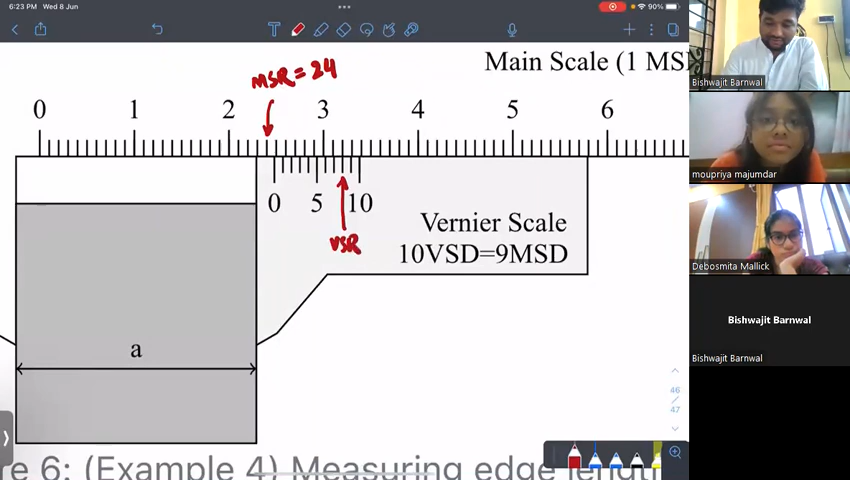 6:23 PM Wed 8 Jun
90%
Main Scale (1 MS
MSR = 24
0 1 2 3 4 5 6
0 5 10
VSR
Vernier Scale
10VSD=9MSD
a
e 6: (Example 4) Measuring edge length
46
/
47
Bishwajit Barnwal
moupriya majumdar
Debosmita Mallick
Bishwajit Barnwal
Bishwajit Barnwal